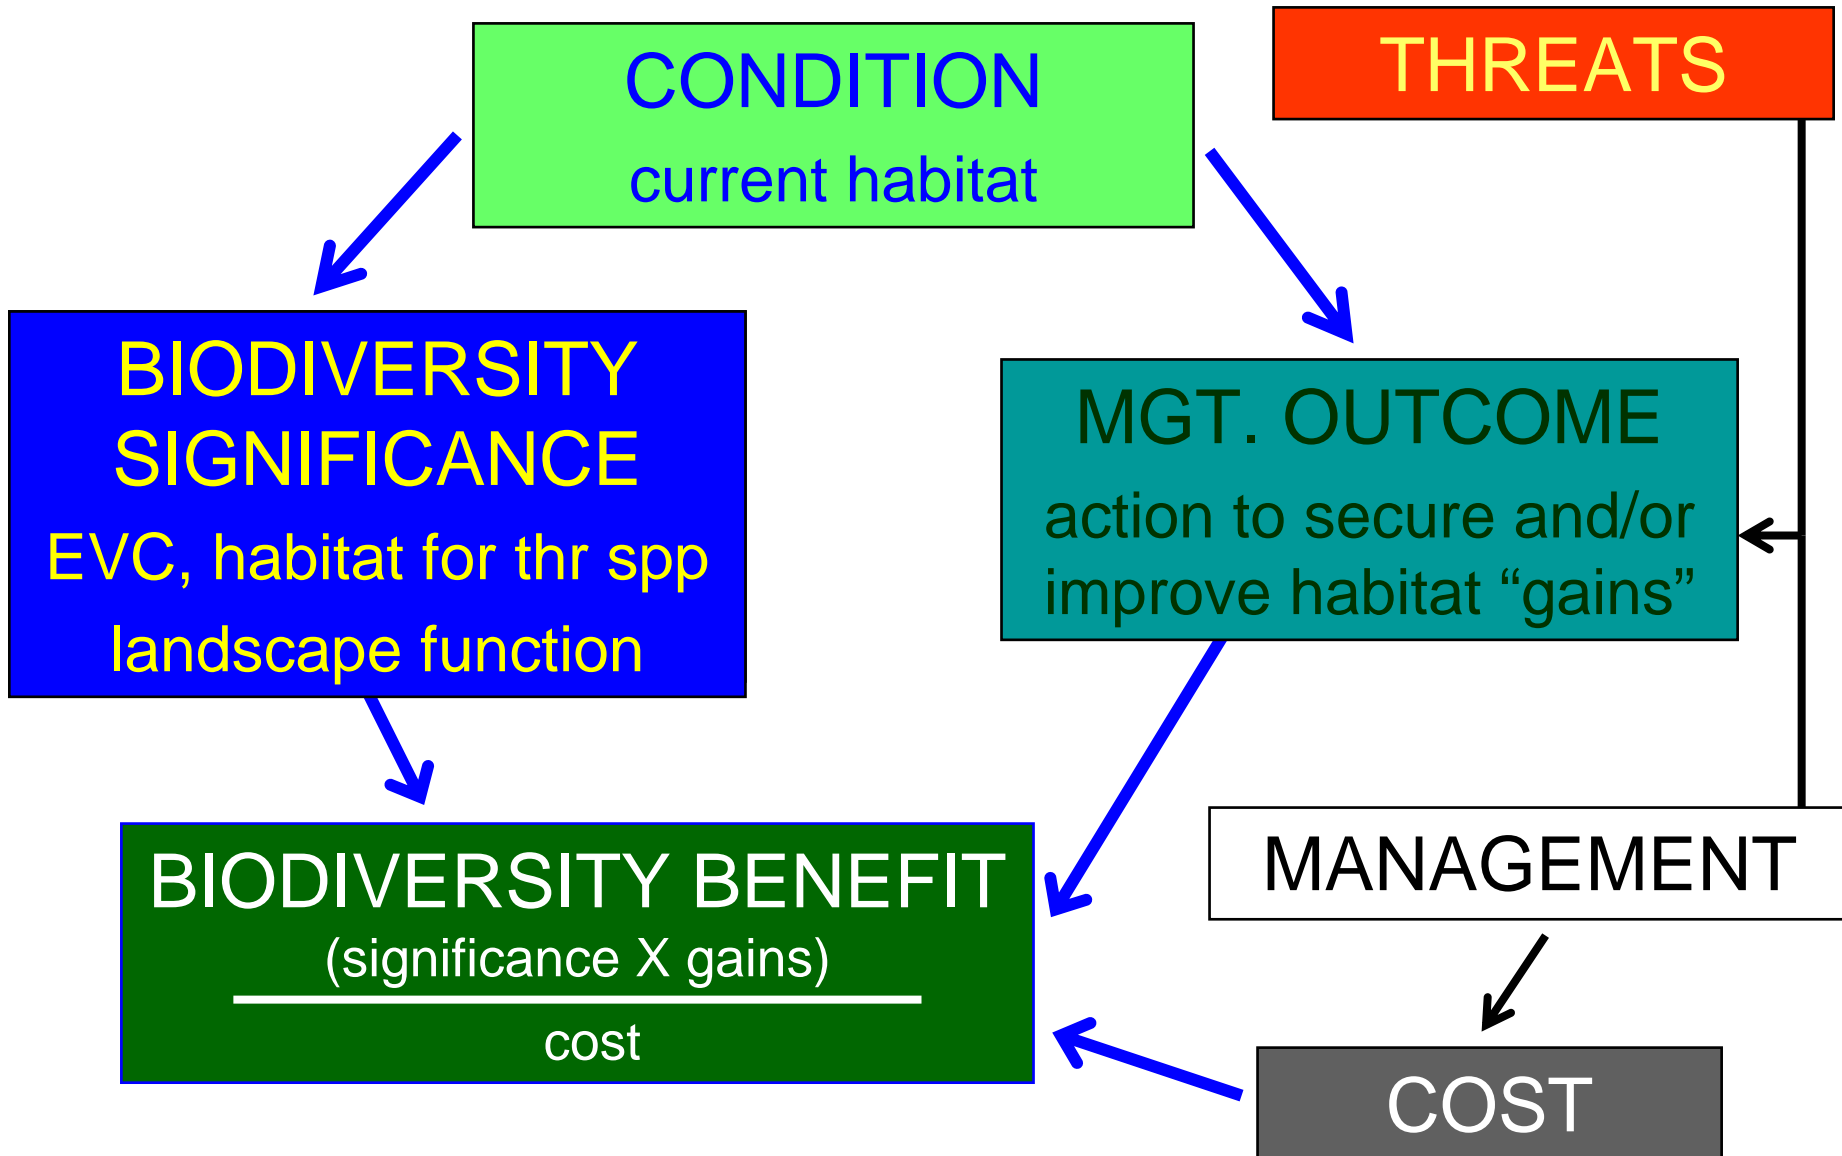 CONDITION
current habitat
THREATS
BIODIVERSITY
SIGNIFICANCE
EVC, habitat for thr spp
landscape function
MGT. OUTCOME
action to secure and/or
improve habitat “gains”
BIODIVERSITY BENEFIT
(significance X gains)
cost
MANAGEMENT
COST